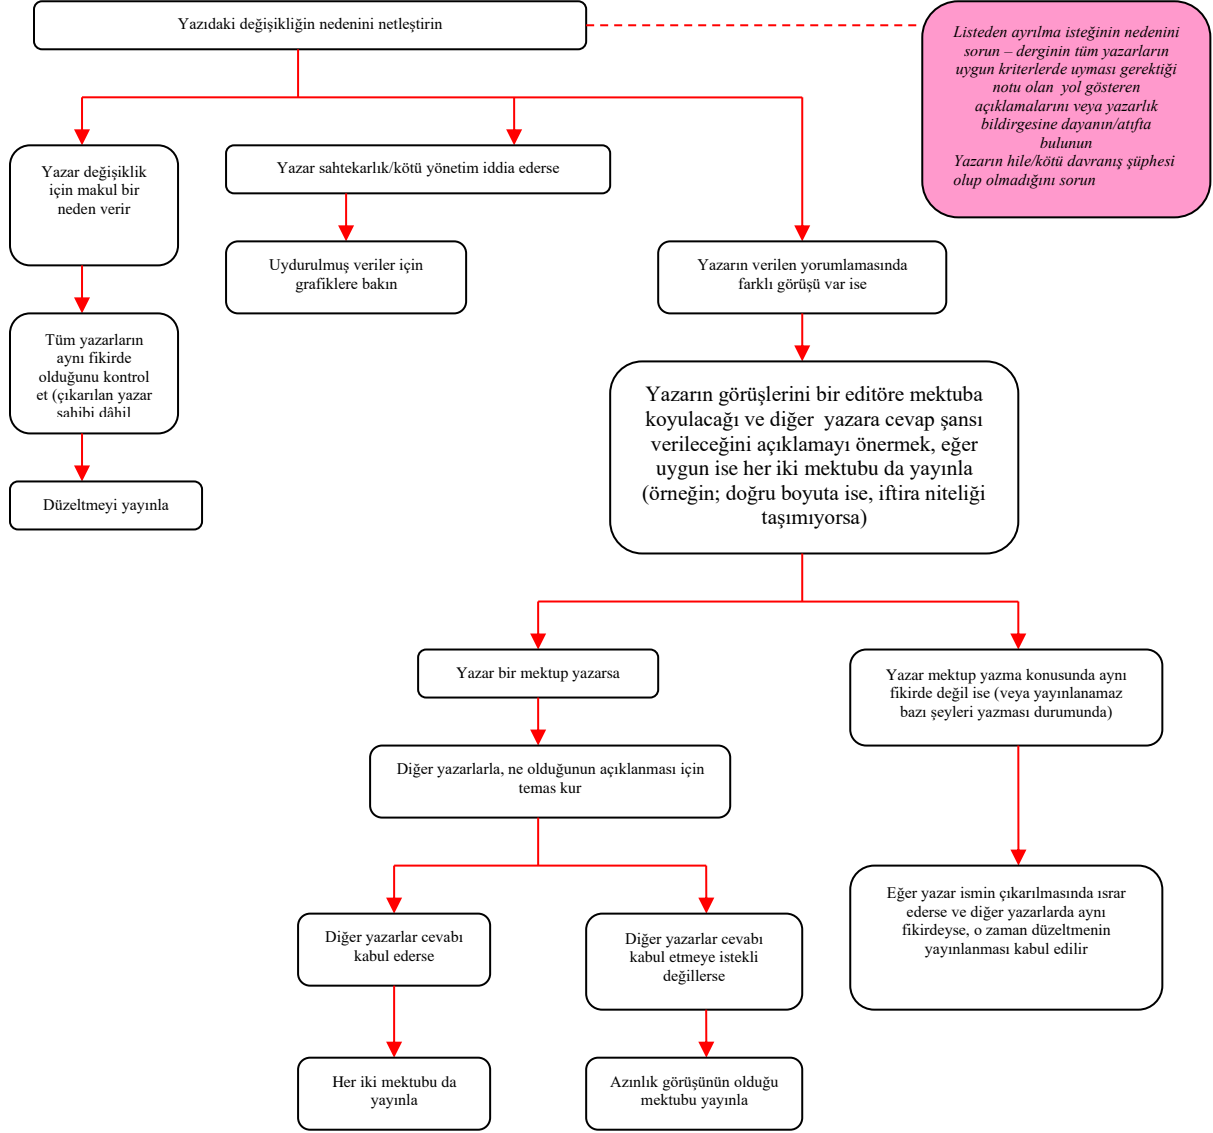 Yazıdaki değişikliğin nedenini netleştirin
Listeden ayrılma isteğinin nedenini
sorun – derginin tüm yazarların
uygun kriterlerde uyması gerektiği
notu olan yol gösteren
açıklamalarını veya yazarlık
bildirgesine dayanın/atıfta
bulunun
Yazarın hile/kötü davranış şüphesi
olup olmadığını sorun
Yazar değişiklik
için makul bir
neden verir
Yazar sahtekarlık/kötü yönetim iddia ederse
Uydurulmuş veriler için
grafiklere bakın
Yazarın verilen yorumlamasında
farklı görüşü var ise
Tüm yazarların
aynı fikirde
olduğunu kontrol
et (çıkarılan yazar
sahibi dâhil
Düzeltmeyi yayınla
Yazarın görüşlerini bir editöre mektuba
koyulacağı ve diğer yazara cevap şansı
verileceğini açıklamayı önermek, eğer
uygun ise her iki mektubu da yayınla
(örneğin; doğru boyuta ise, iftira niteliği
taşımıyorsa)
Yazar bir mektup yazarsa
Yazar mektup yazma konusunda aynı
fikirde değil ise (veya yayınlanamaz
bazı şeyleri yazması durumunda)
Diğer yazarlarla, ne olduğunun açıklanması için
temas kur
Diğer yazarlar cevabı
kabul ederse
Diğer yazarlar cevabı
kabul etmeye istekli
değillerse
Eğer yazar ismin çıkarılmasında ısrar
ederse ve diğer yazarlarda aynı
fikirdeyse, o zaman düzeltmenin
yayınlanması kabul edilir
Her iki mektubu da
yayınla
Azınlık görüşünün olduğu
mektubu yayınla